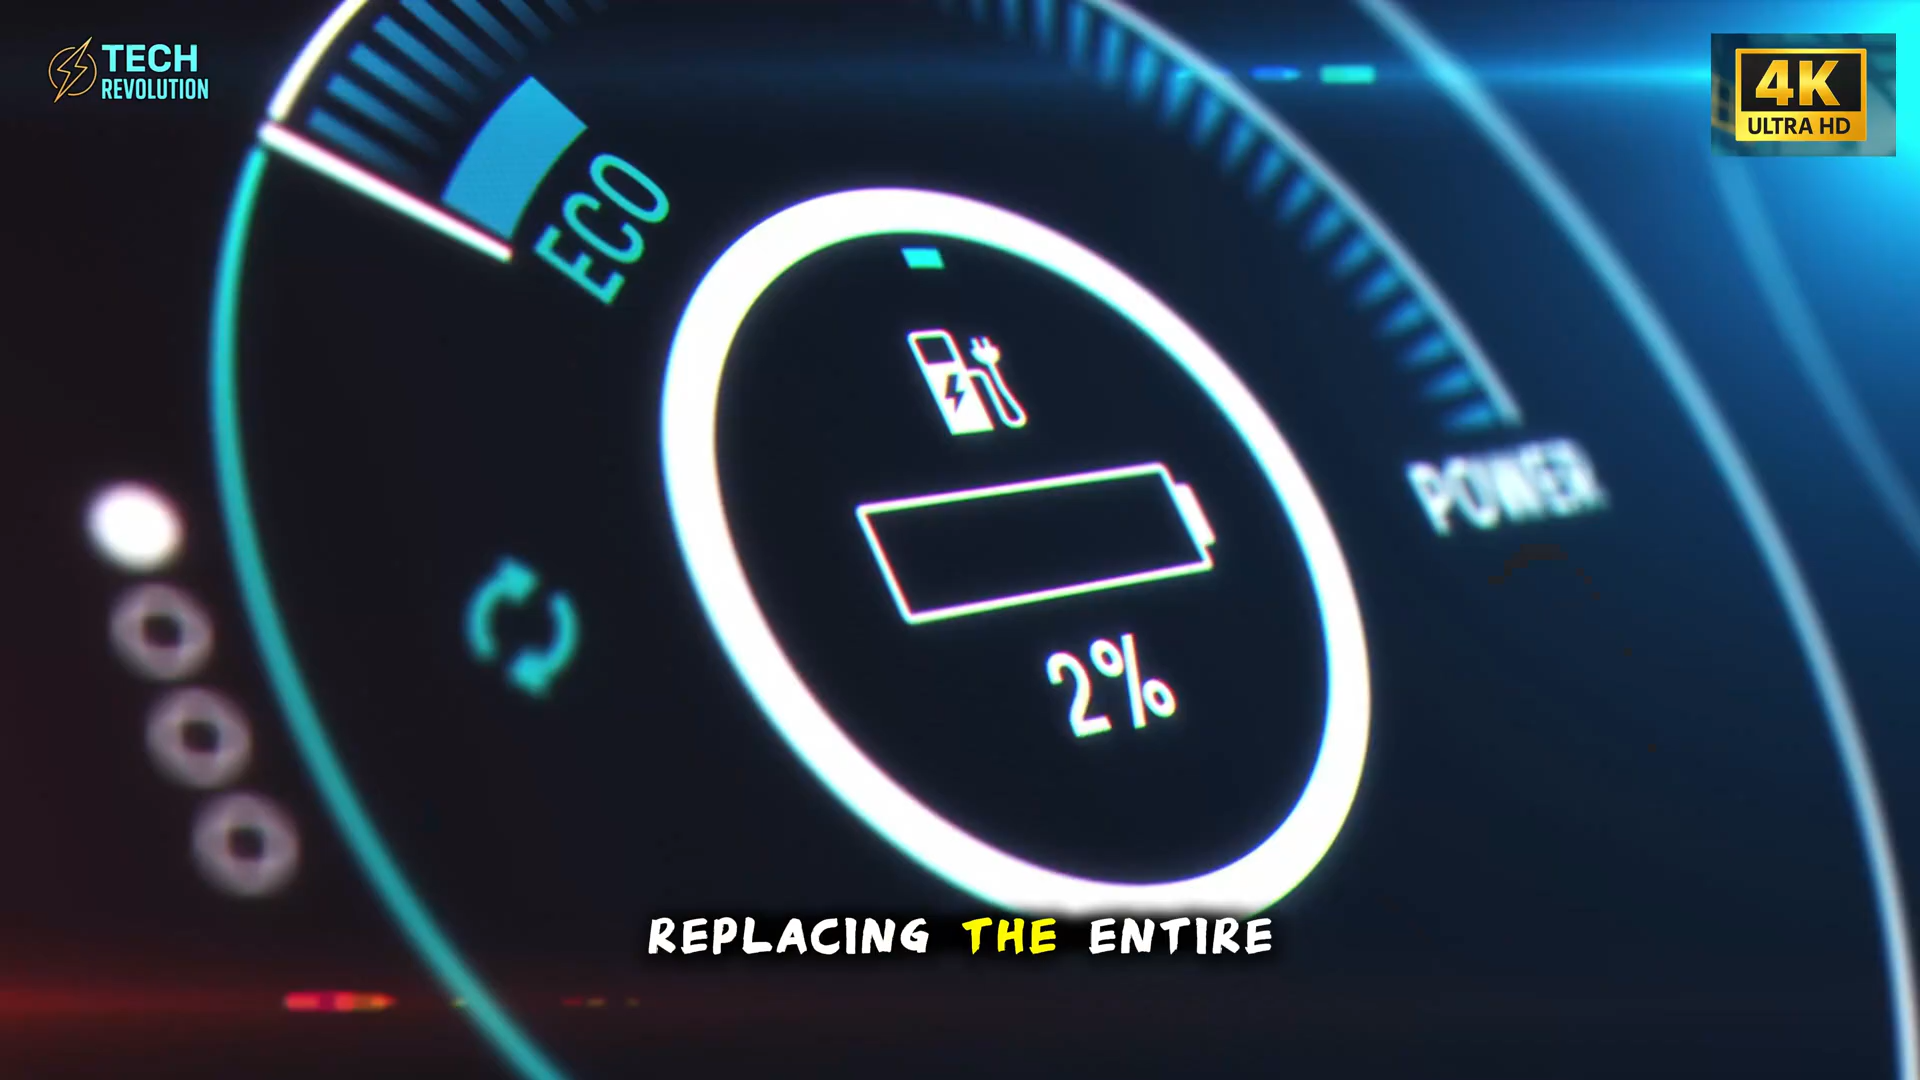 TECH
REVOLUTION
4K
ULTRA HD
ECO
POWER
2%
REPLACING THE ENTIRE